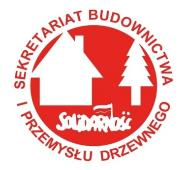 SEKRETARIAT BUDOWNICTWA
I PRZEMYSŁU DRZEWNEGO
SOLIDARNOŚĆ